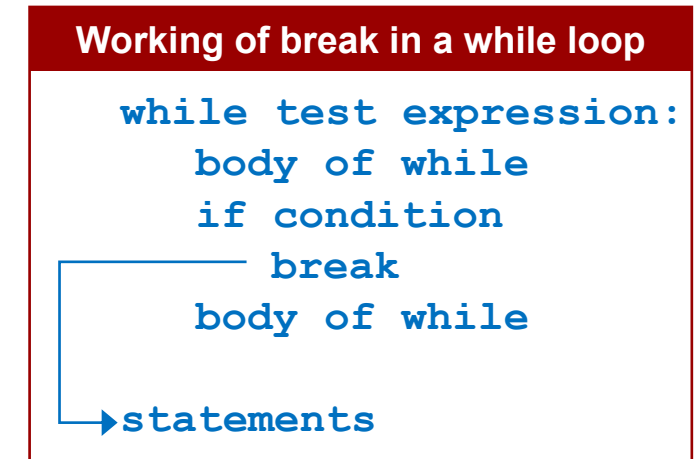 Working of break in a while loop
while test expression:
body of while
if condition
break
body of while
statements